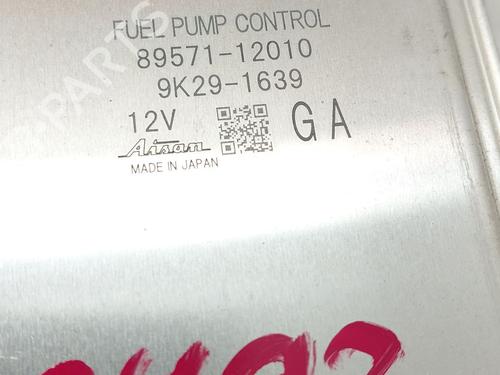 FUEL PUMP CONTROL
89571-12010
9K29-1639
12V
Aisan
GA
MADE IN JAPAN